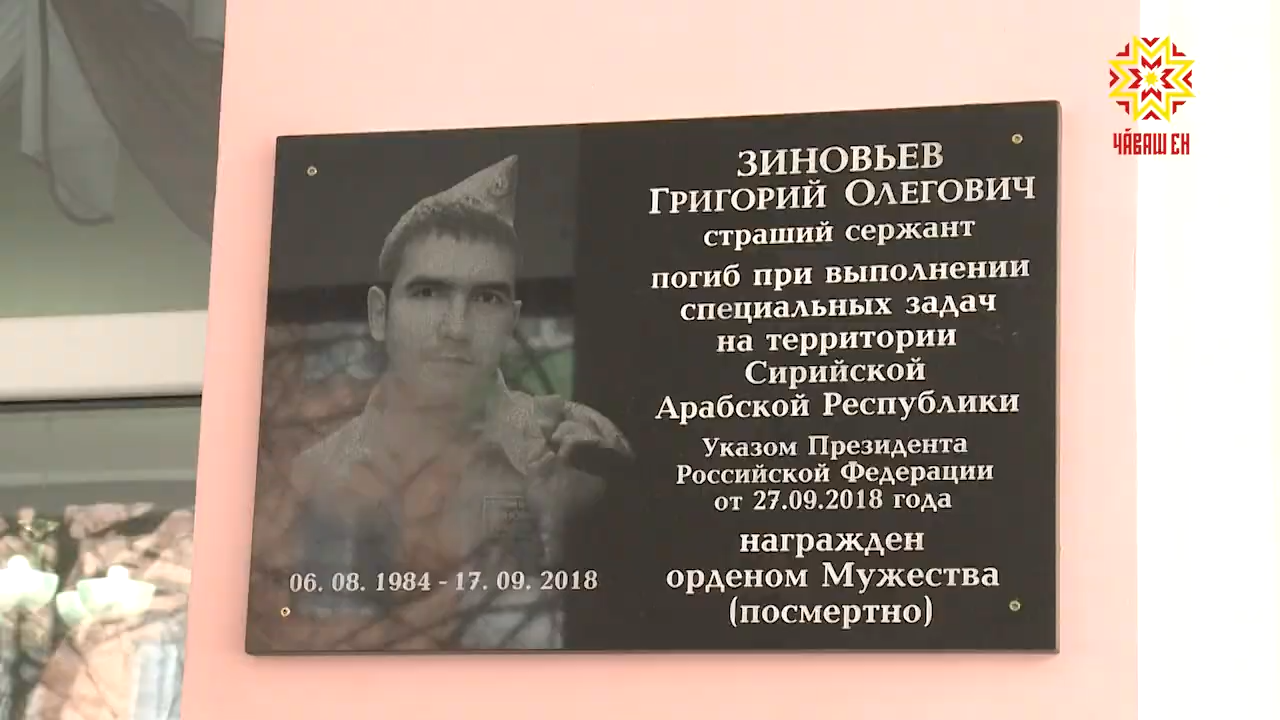 ЗИНОВЬЕВ
ГРИГОРИЙ ОЛЕГОВИЧ
страший сержант
погиб при выполнении
специальных задач
на территории
Сирийской
Арабской Республики
Указом Президента
Российской Федерации
от 27.09.2018 года
награжден
орденом Мужества
(посмертно)
06. 08. 1984 - 17. 09. 2018
ЧӐВАШ ЕН